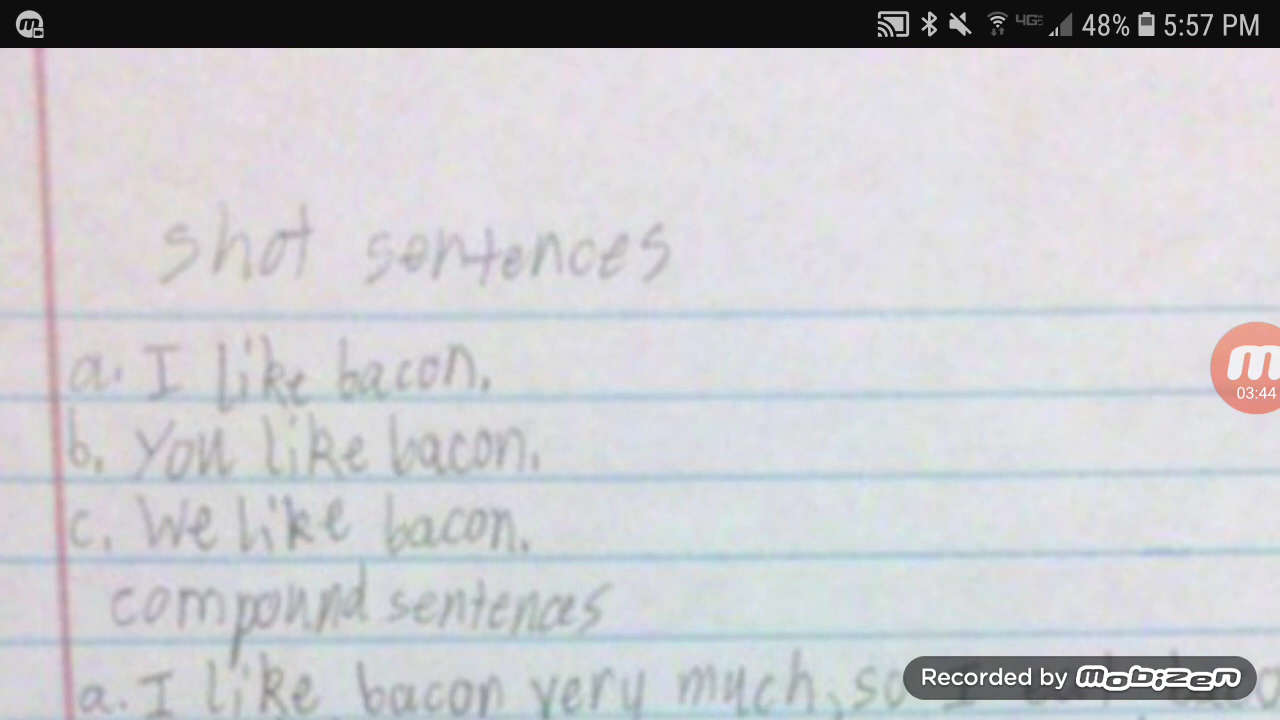 48% 5:57 PM
shot sentences
a. I like bacon.
03:44
b. You like bacon.
c. We like bacon.
compound sentences
a. I like bacon very much, so I
Recorded by mobizen